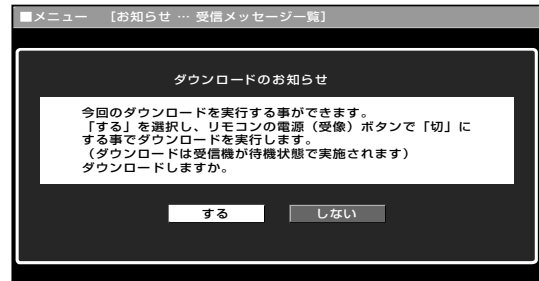 ■メニュー [お知らせ … 受信メッセージ一覧]
ダウンロードのお知らせ
今回のダウンロードを実行する事ができます。
「する」を選択し、リモコンの電源(受像)ボタンで「切」に
する事でダウンロードを実行します。
(ダウンロードは受信機が待機状態で実施されます)
ダウンロードしますか。
する
しない